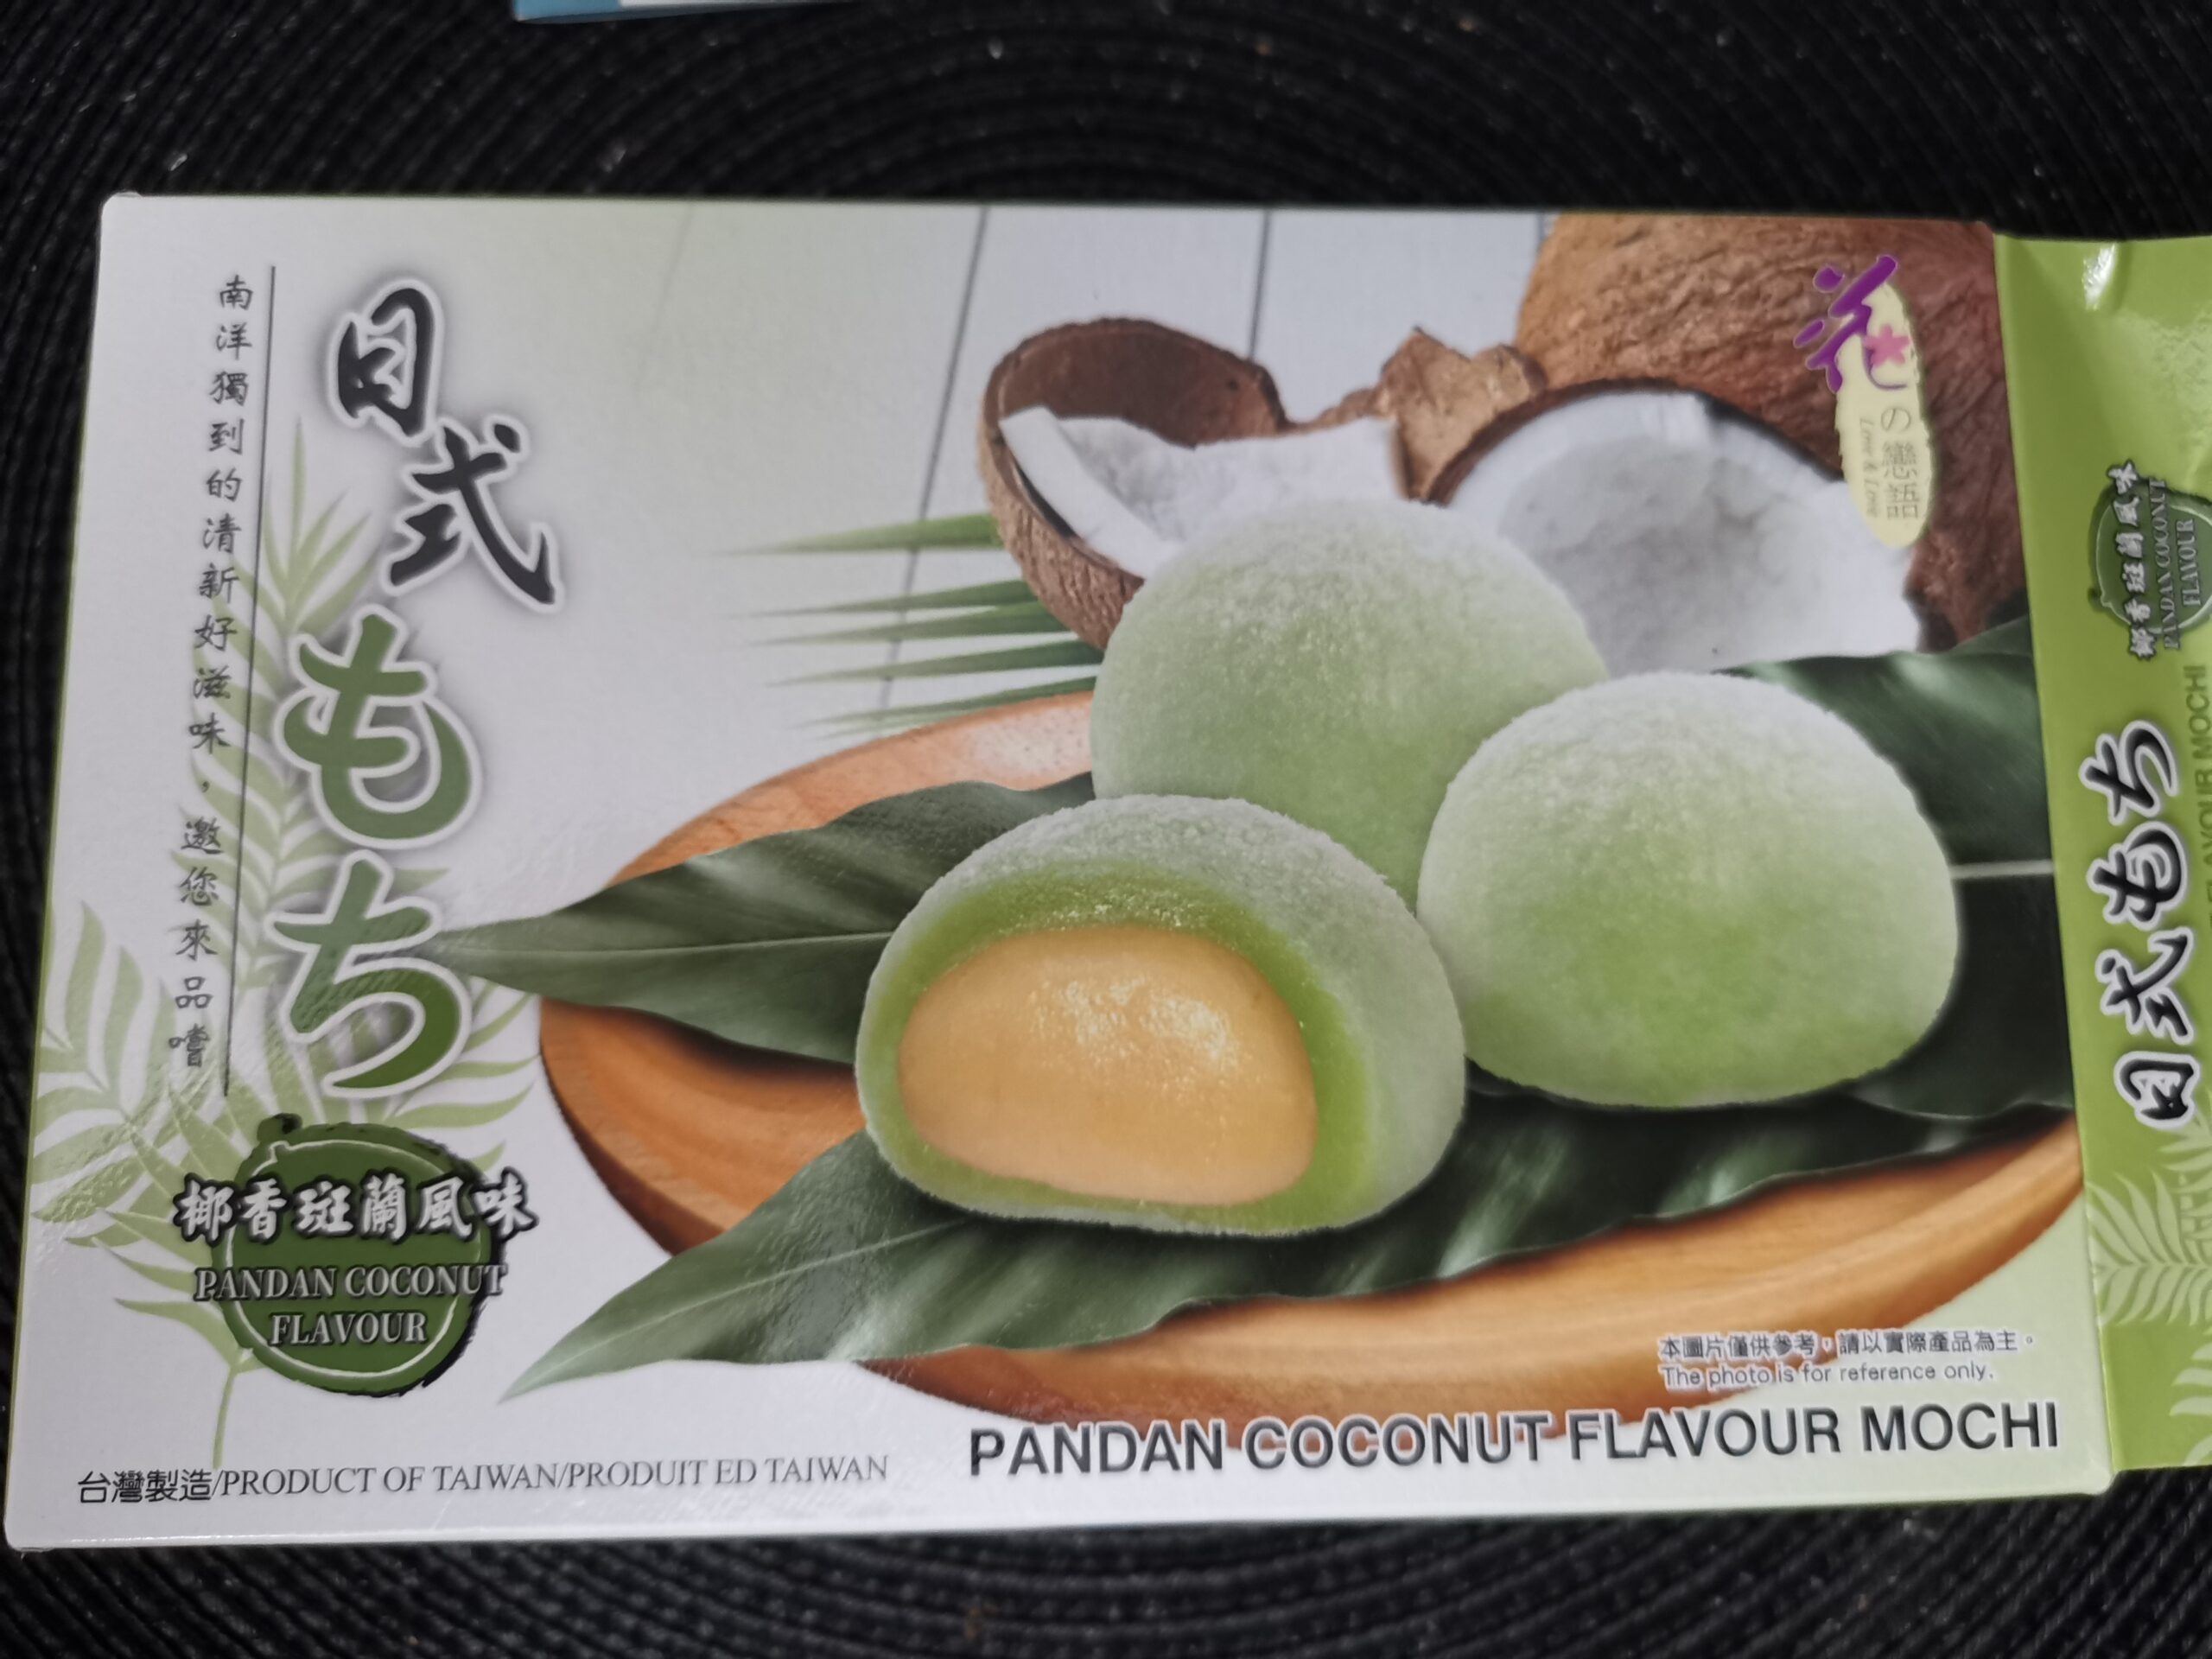 南洋獨到的清新好滋味，邀您來品嚐
日式
もち
椰香斑蘭風味
PANDAN COCONUT
FLAVOUR
台灣製造/PRODUCT OF TAIWAN/PRODUIT ED TAIWAN
花の戀語
Love & Love
本圖片僅供參考，請以實際產品為主。
The photo is for reference only.
PANDAN COCONUT FLAVOUR MOCHI
椰香斑蘭風味
PANDAN COCONUT
FLAVOUR
日式もち
FLAVOUR MOCHI